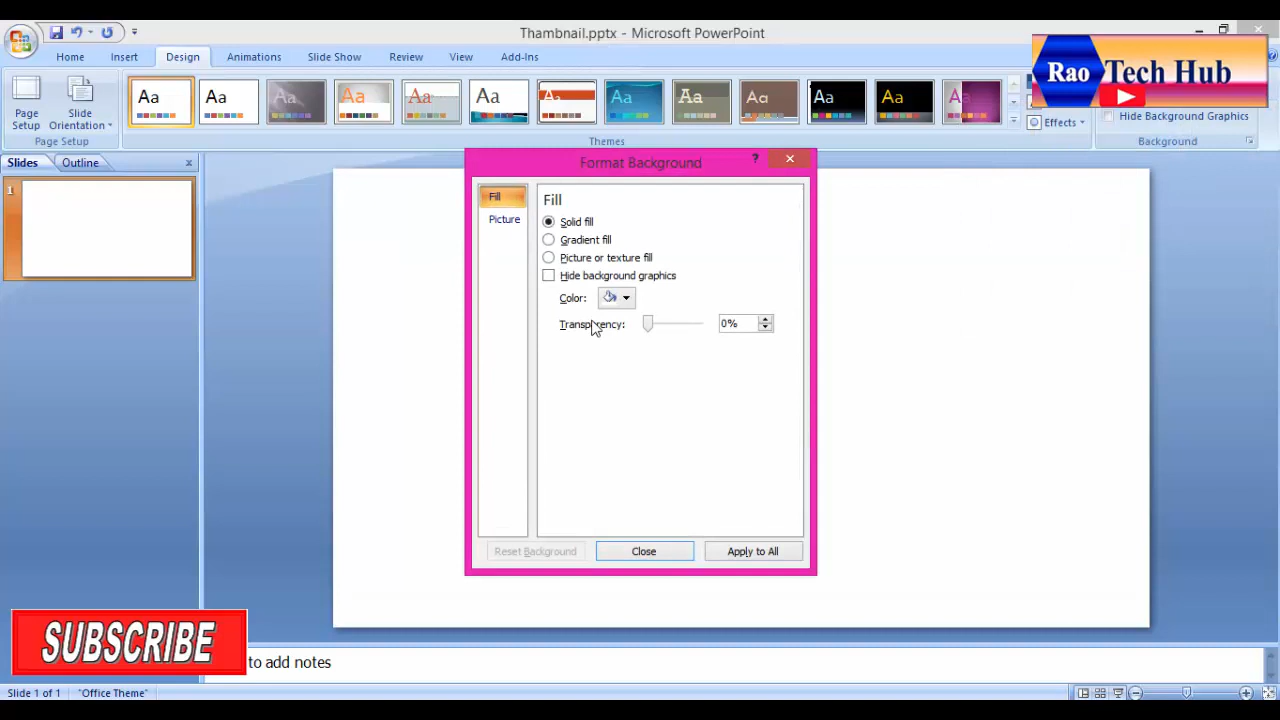 Thambnail.pptx - Microsoft PowerPoint
Home Insert Design Animations Slide Show Review View Add-Ins
Rao Tech Hub
Aa Aa Aa Aa Aa Aa Aa Aa Aa Aa Aa Aa Aa
Page Setup
Slide Orientation
Effects
Hide Background Graphics
Page Setup Themes Background
Slides Outline x
1
Format Background ?
Fill
Picture
Fill
Solid fill
Gradient fill
Picture or texture fill
Hide background graphics
Color:
Transparency: 0%
Reset Background Close Apply to All
SUBSCRIBE
to add notes
Slide 1 of 1 "Office Theme"